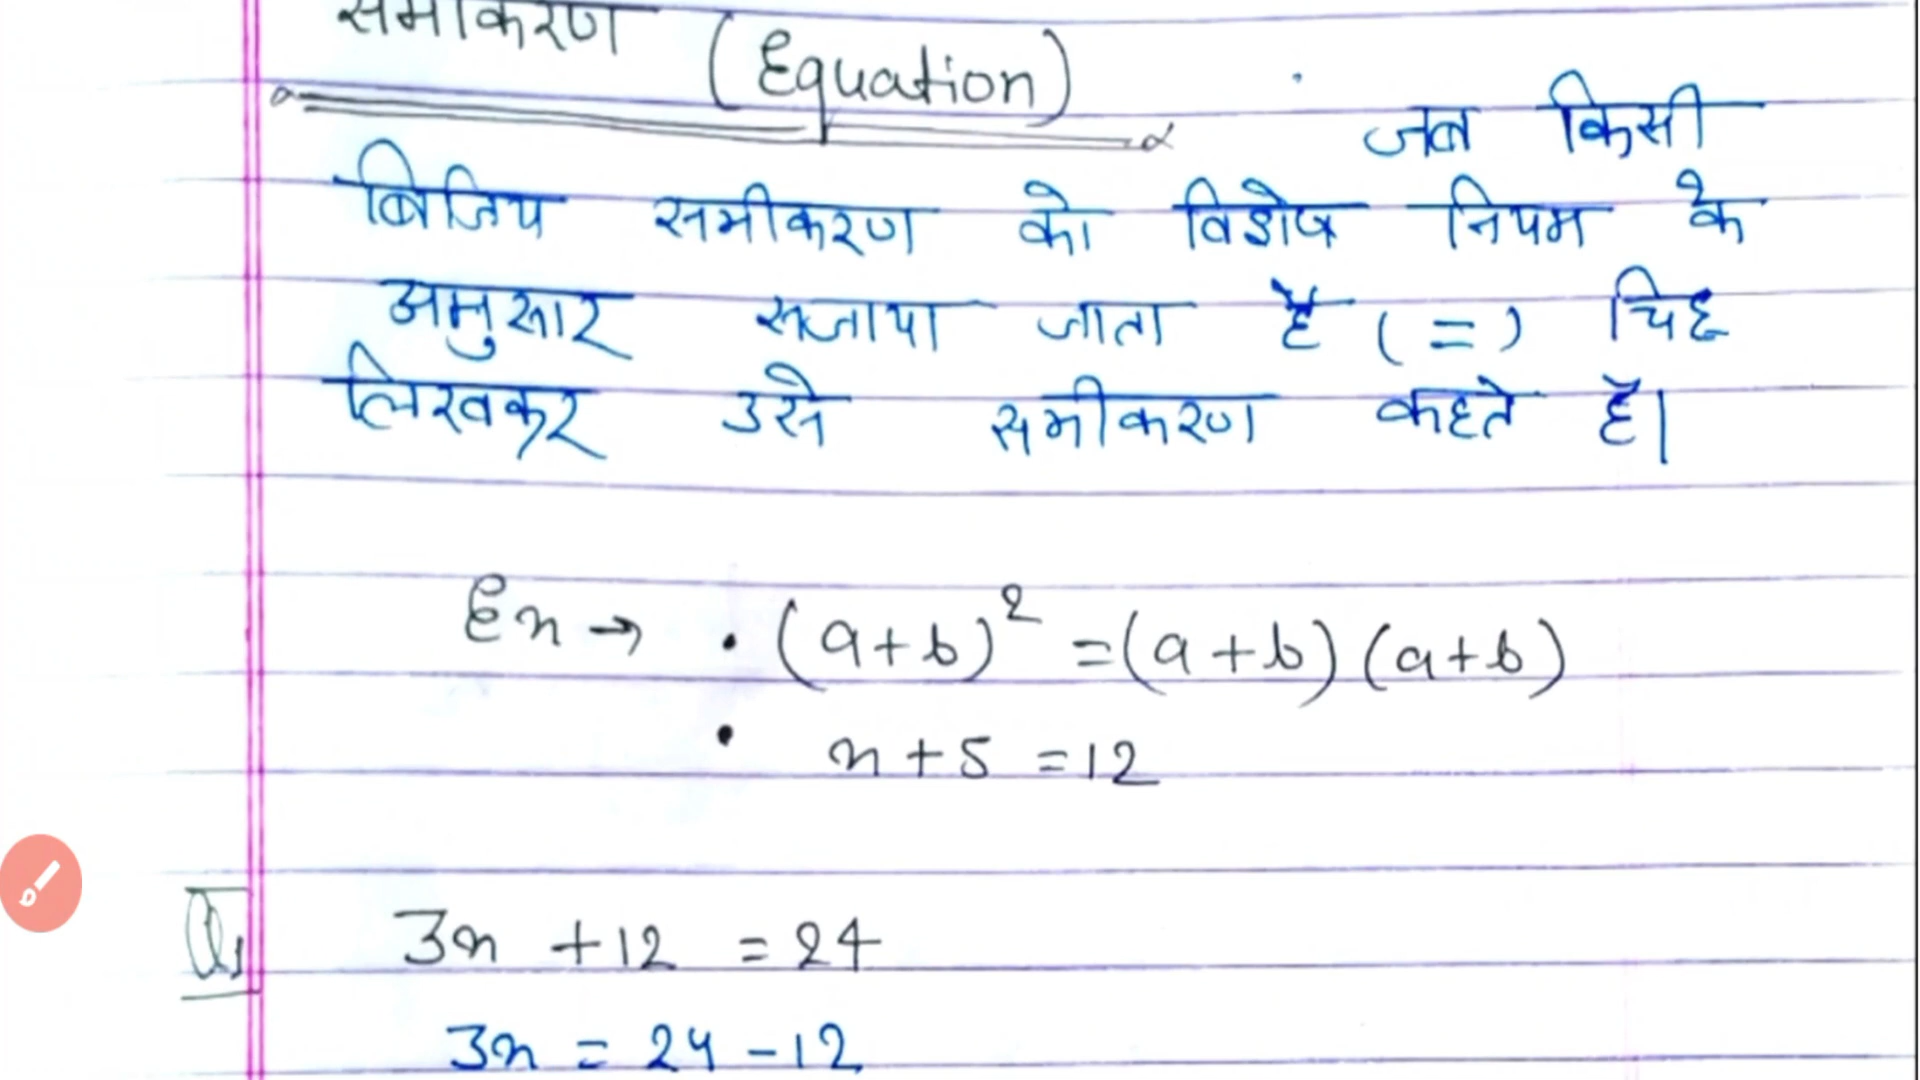 समीकरण (Equation)
जब किसी
बिजिय समीकरण को विशेष नियम के
अनुसार सजाया जाता है (=) चिह्न
लिखकर उसे समीकरण कहते हैं।
Ex → • (a+b)² =(a+b)(a+b)
• x+5 =12
Q1 3x +12 =24
3x = 24 -12